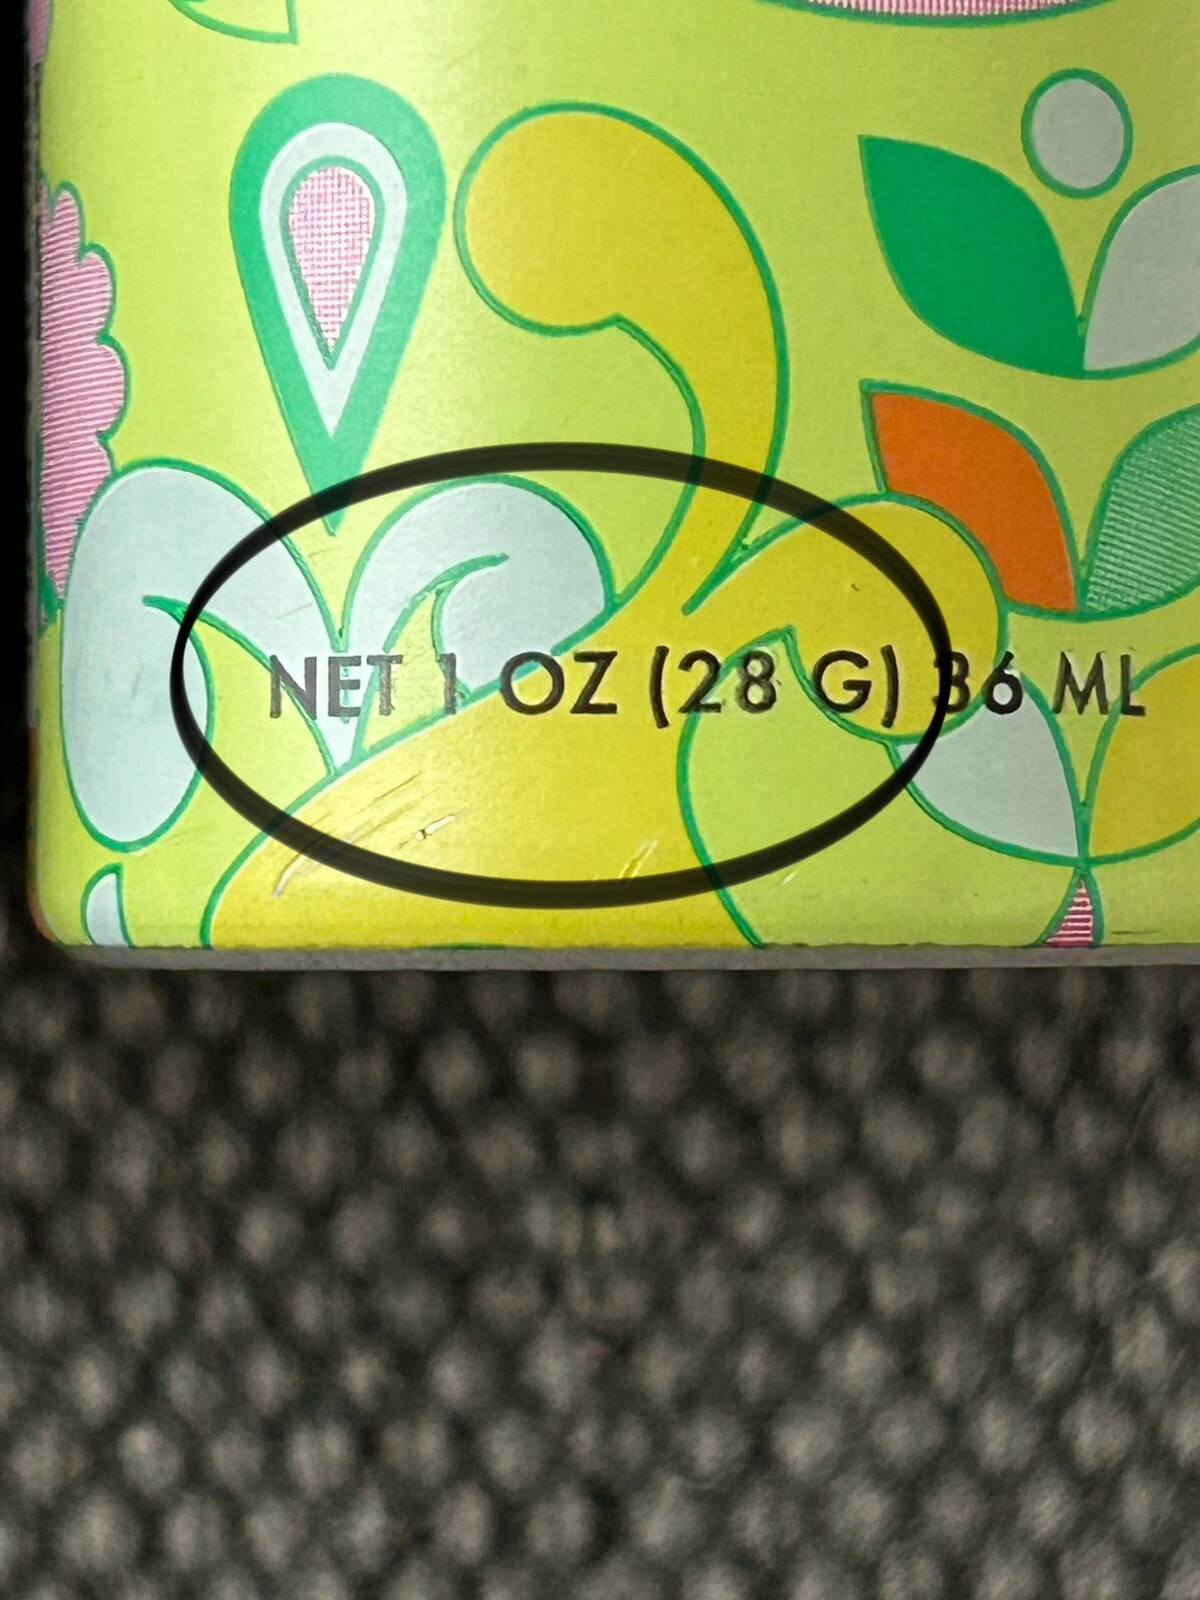 NET 1 OZ (28 G) 36 ML